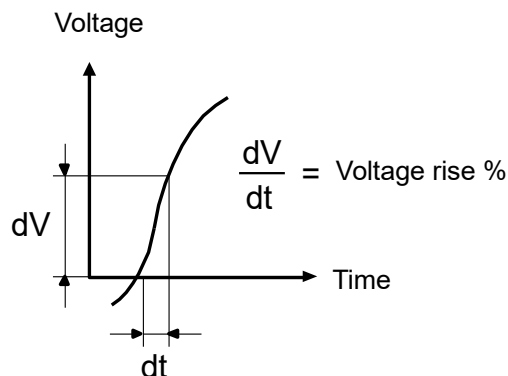 Voltage
dV
dt
= Voltage rise %
dV
Time
dt